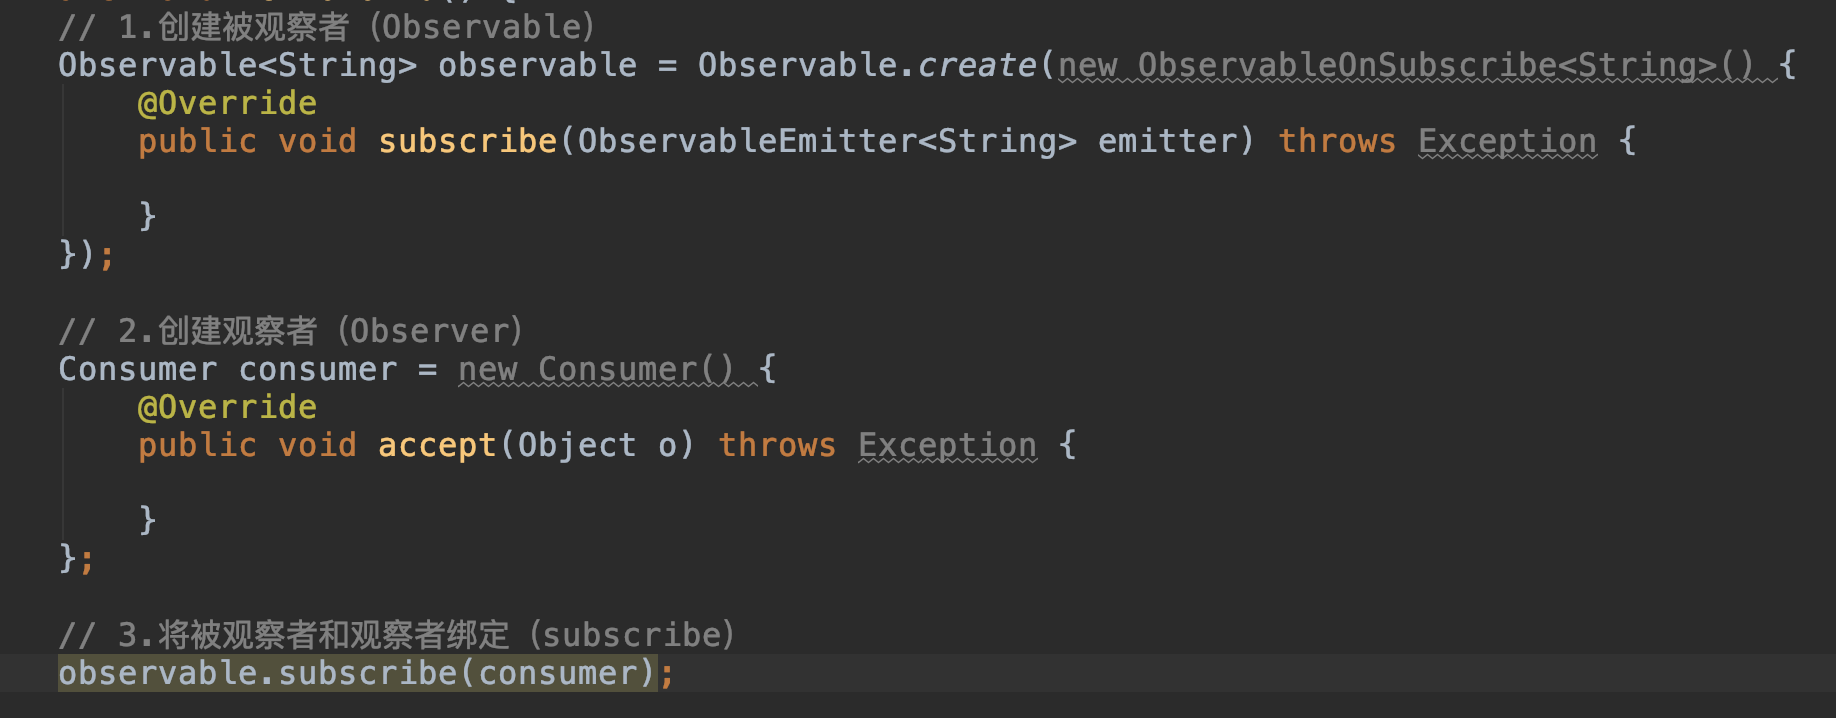 // 1.创建被观察者（Observable）
Observable<String> observable = Observable.create(new ObservableOnSubscribe<String>() {
    @Override
    public void subscribe(ObservableEmitter<String> emitter) throws Exception {
    }
});
// 2.创建观察者（Observer）
Consumer consumer = new Consumer() {
    @Override
    public void accept(Object o) throws Exception {
    }
};
// 3.将被观察者和观察者绑定（subscribe）
observable.subscribe(consumer);